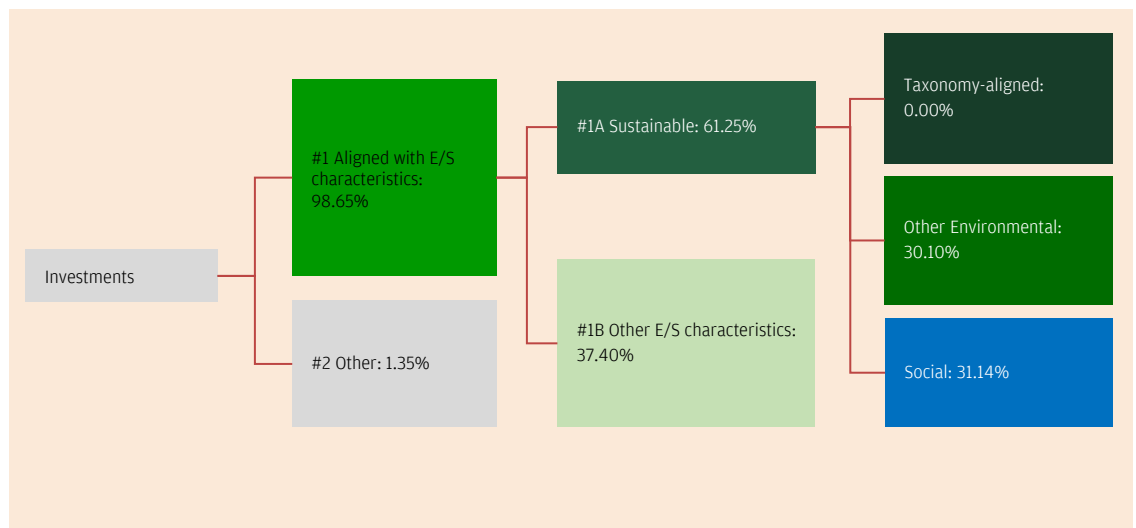 Investments
#1 Aligned with E/S
characteristics:
98.65%
#2 Other: 1.35%
#1A Sustainable: 61.25%
#1B Other E/S characteristics:
37.40%
Taxonomy-aligned:
0.00%
Other Environmental:
30.10%
Social: 31.14%